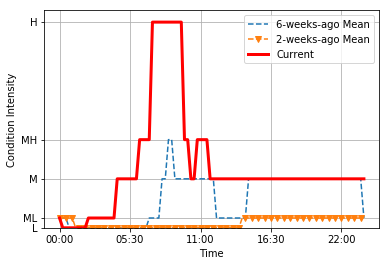 H
MH
M
ML
L
Condition Intensity
00:00
05:30
11:00
16:30
22:00
Time
6-weeks-ago Mean
2-weeks-ago Mean
Current